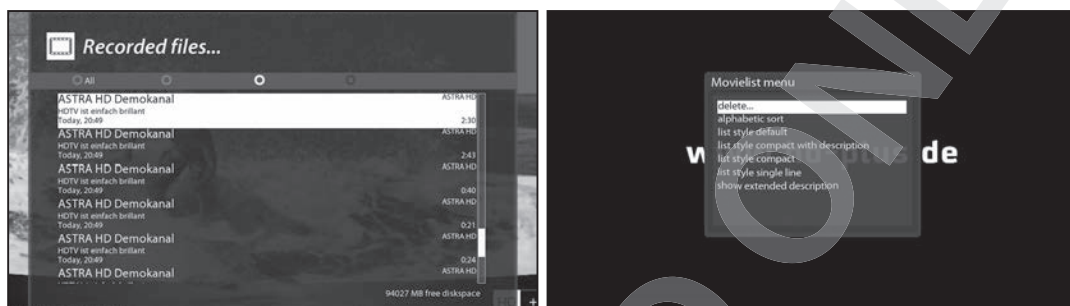 Recorded files...
All
ASTRA HD Demokanal ASTRA HD
HDTV ist einfach brillant
Today, 20:49 2:30
ASTRA HD Demokanal ASTRA HD
HDTV ist einfach brillant
Today, 20:49 2:43
ASTRA HD Demokanal ASTRA HD
HDTV ist einfach brillant
Today, 20:49 0:40
ASTRA HD Demokanal ASTRA HD
HDTV ist einfach brillant
Today, 20:49 0:21
ASTRA HD Demokanal ASTRA HD
HDTV ist einfach brillant
Today, 20:49 0:24
ASTRA HD Demokanal ASTRA HD
94027 MB free diskspace
Movielist menu
delete...
alphabetic sort
list style default
list style compact with description
list style compact
list style single line
show extended description
de